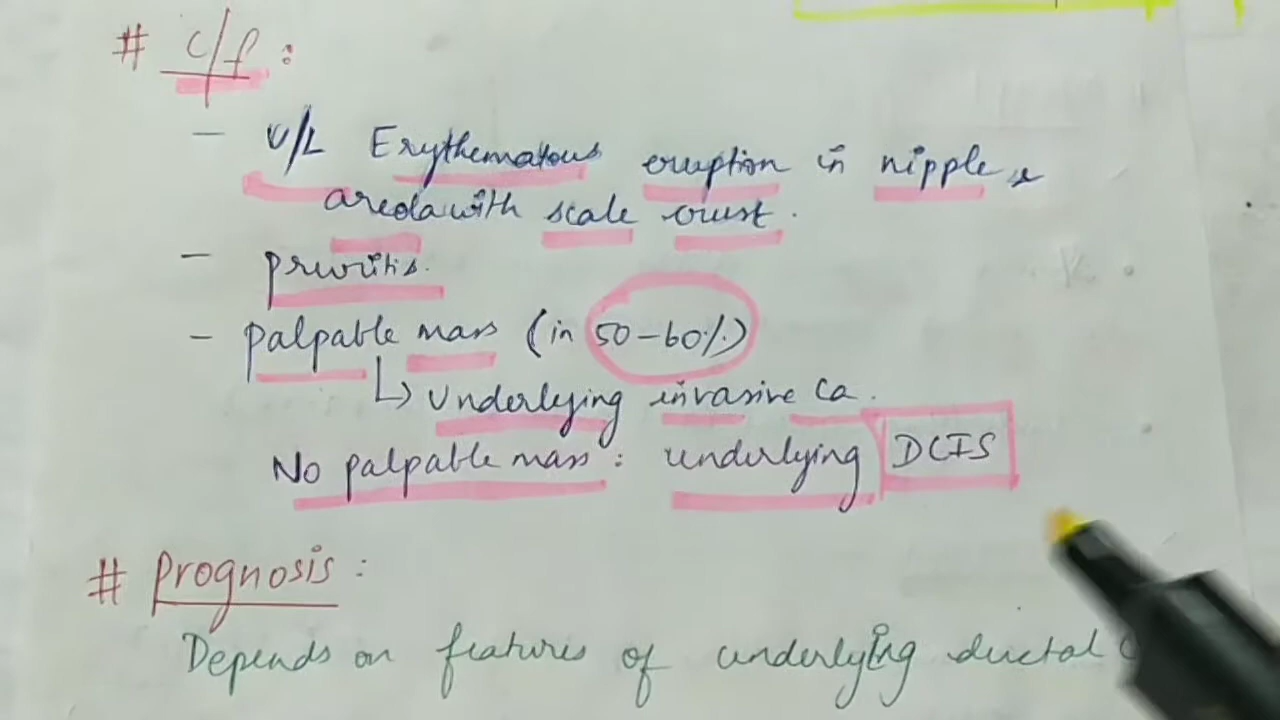 # c/f :
- U/L Erythematous eruption in nipple &
areola with scale crust.
- pruritis.
- palpable mass (in 50-60%)
↳ Underlying invasive Ca.
No palpable mass : underlying DCIS
# Prognosis :
Depends on features of underlying ductal